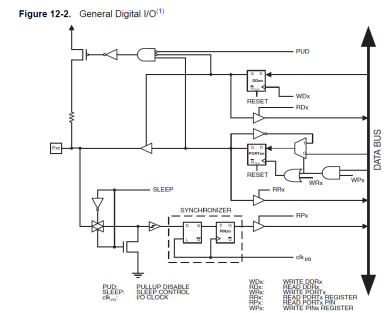 Figure 12-2. General Digital I/O(1)
PUD
Q D
DDxn
Q CLR
RESET
WDx
RDx
Pxn
Q D
PORTxn
Q CLR
RESET
1
0
WRx
WPx
DATA BUS
SLEEP
RRx
SYNCHRONIZER
RPx
D Q
D Q
PINxn
L Q
Q
clk I/O
PUD: PULLUP DISABLE
SLEEP: SLEEP CONTROL
clkI/O: I/O CLOCK
WDx: WRITE DDRx
RDx: READ DDRx
WRx: WRITE PORTx
RRx: READ PORTx REGISTER
RPx: READ PORTx PIN
WPx: WRITE PINx REGISTER